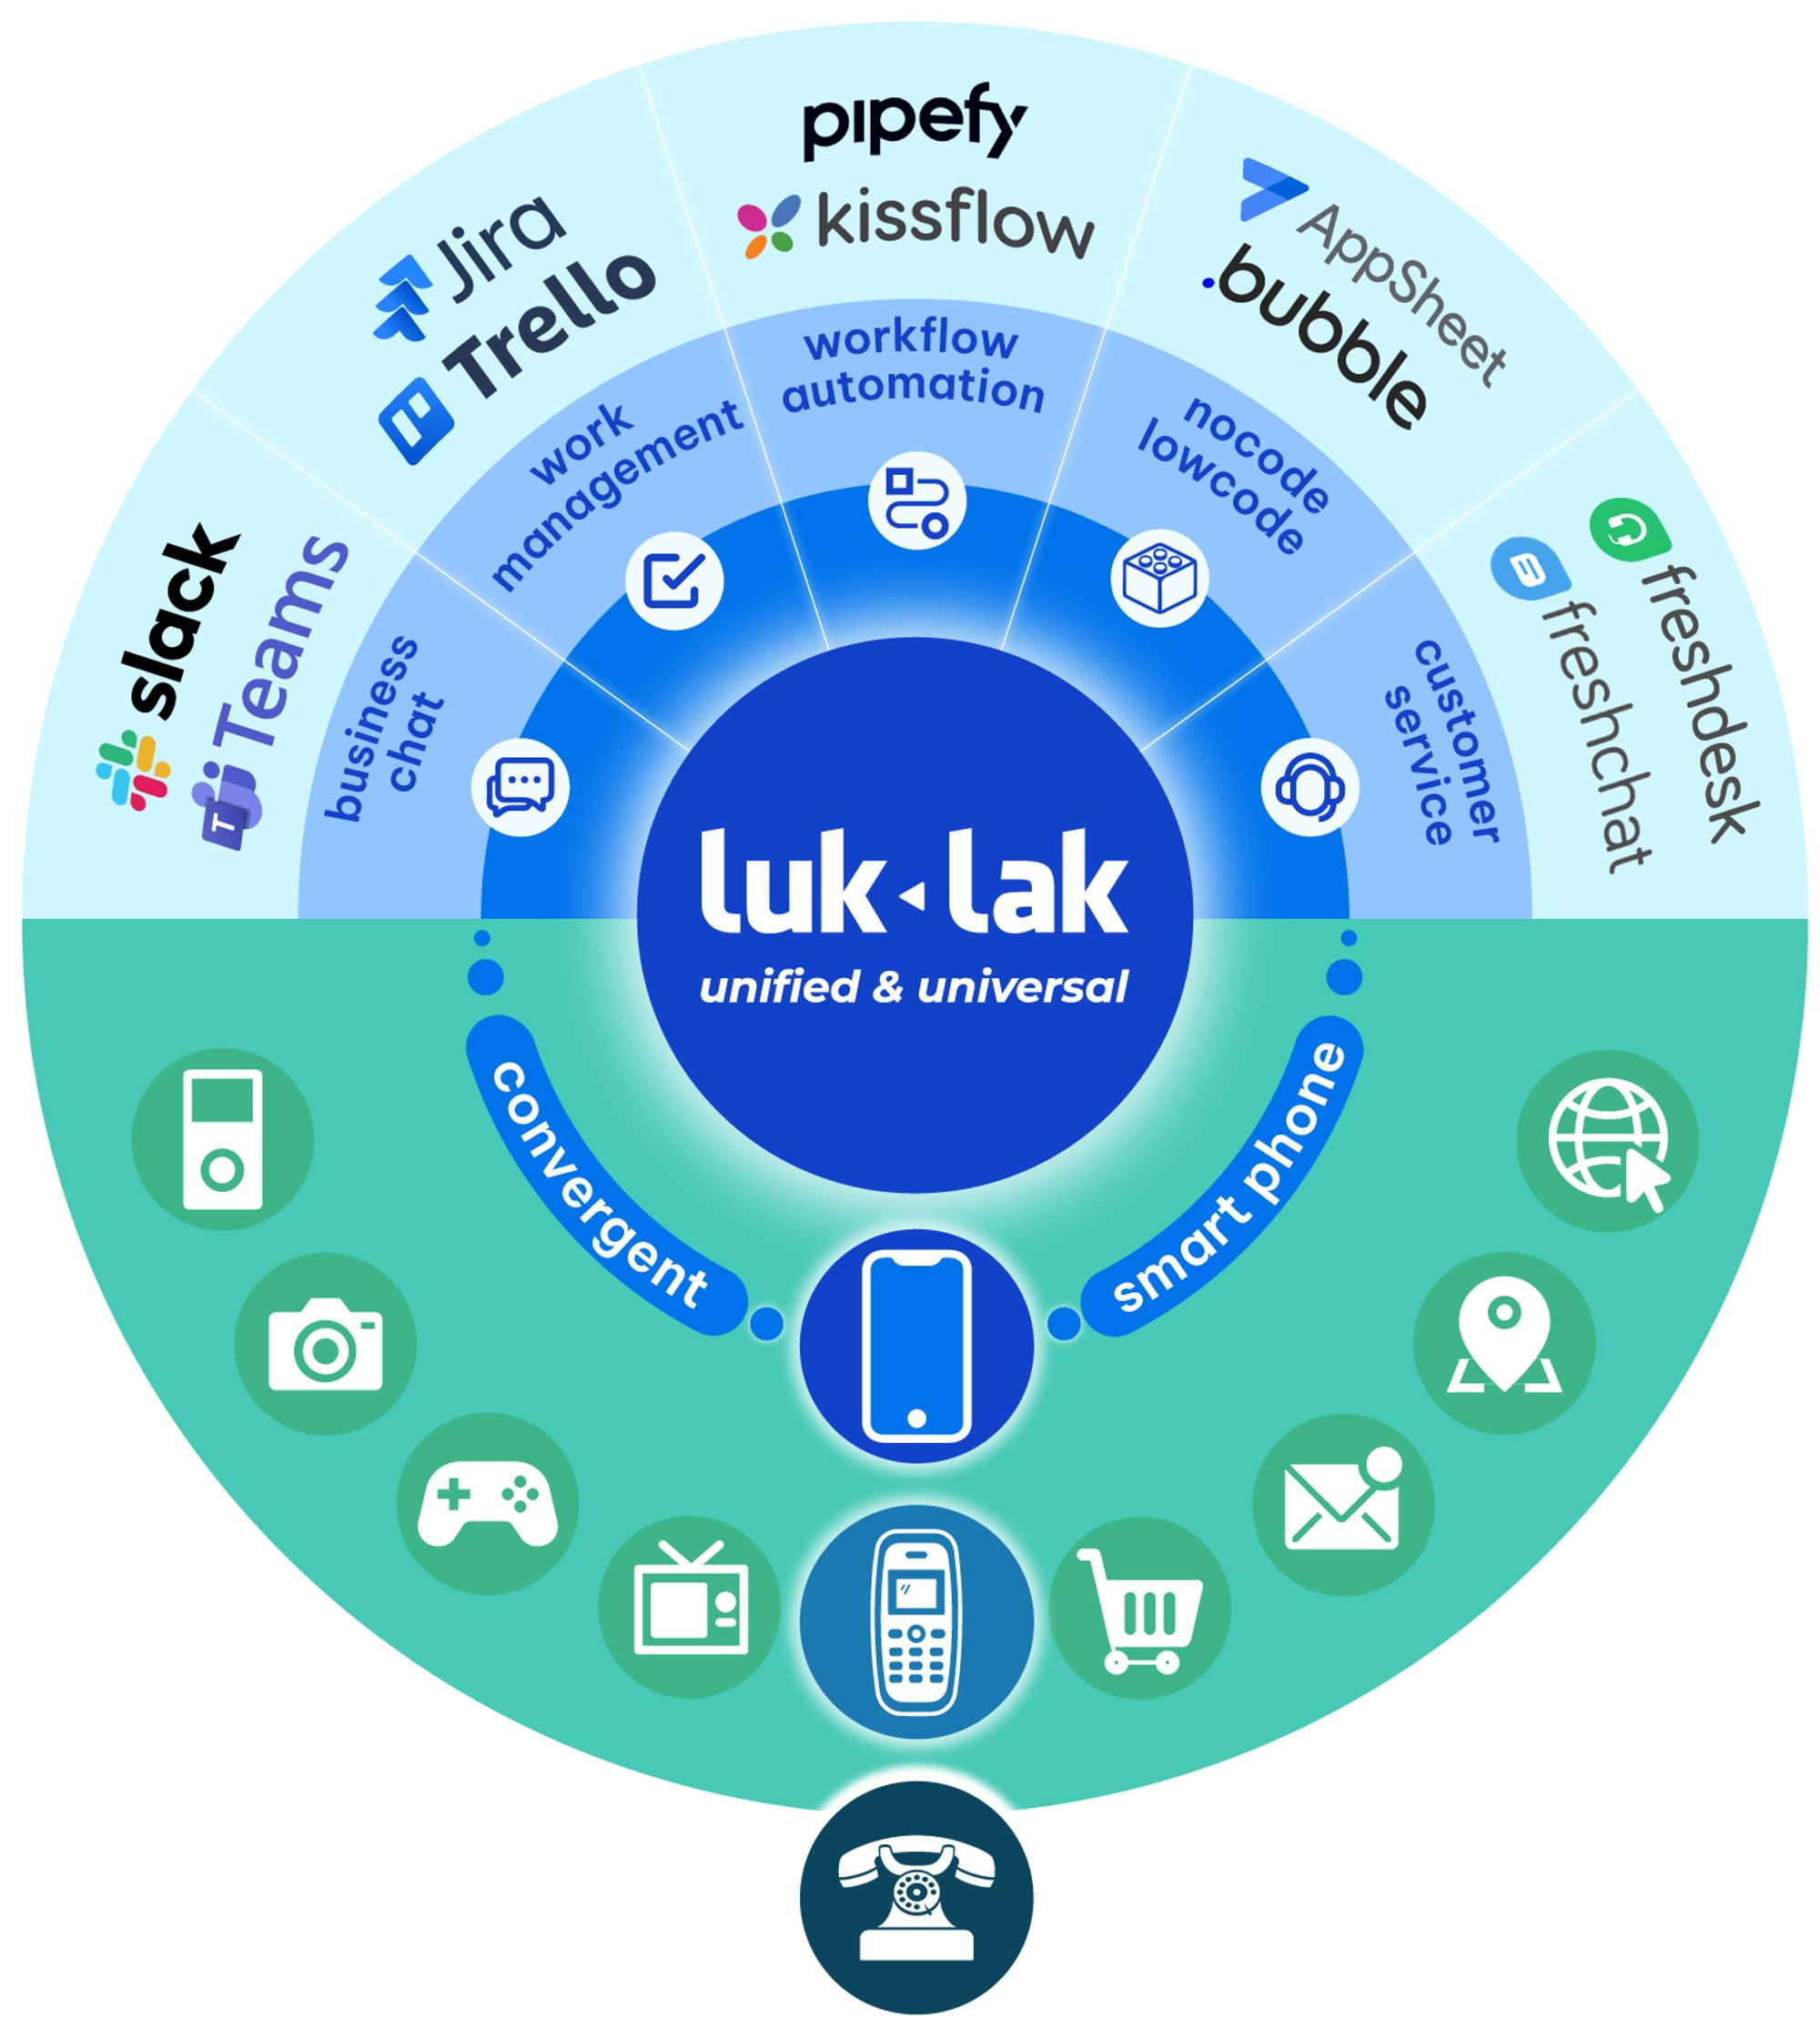 slack
Teams
business
chat
Jira
Trello
work
management
pipefy
kissflow
workflow
automation
AppSheet
.bubble
nocode
lowcode
freshdesk
freshchat
customer
service
luk lak
unified & universal
convergent
smart phone